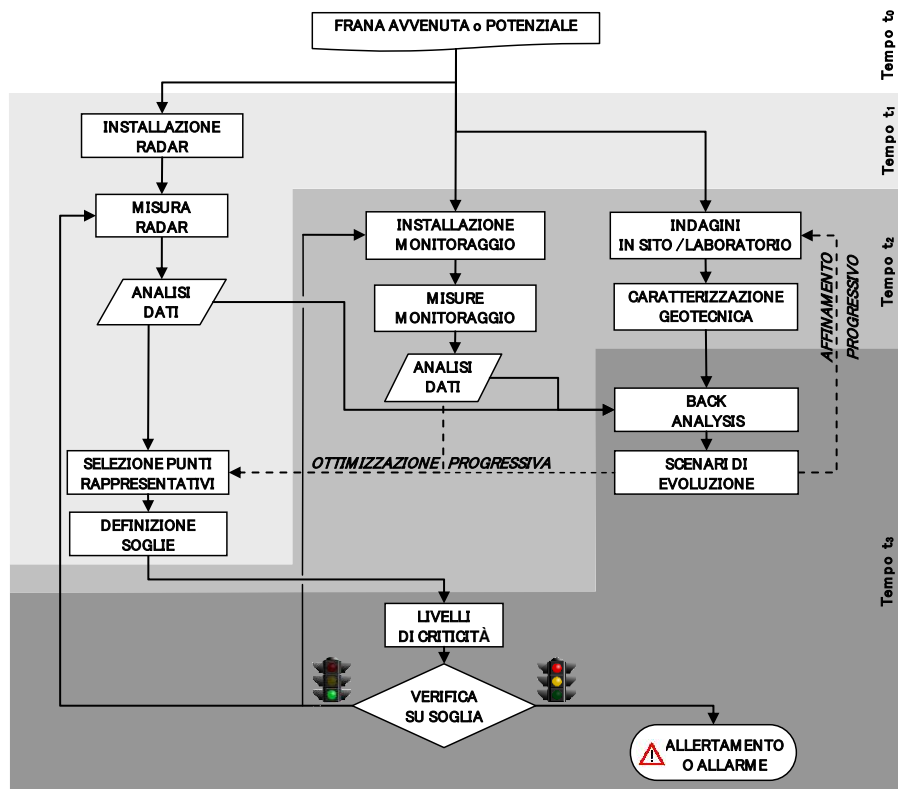 FRANA AVVENUTA o POTENZIALE
Tempo t₀
INSTALLAZIONE
RADAR
Tempo t₁
MISURA
RADAR
INSTALLAZIONE
MONITORAGGIO
INDAGINI
IN SITO / LABORATORIO
Tempo t₂
ANALISI
DATI
MISURE
MONITORAGGIO
CARATTERIZZAZIONE
GEOTECNICA
AFFINAMENTO
PROGRESSIVO
ANALISI
DATI
BACK
ANALYSIS
SELEZIONE PUNTI
RAPPRESENTATIVI
OTTIMIZZAZIONE PROGRESSIVA
SCENARI DI
EVOLUZIONE
DEFINIZIONE
SOGLIE
Tempo t₃
LIVELLI
DI CRITICITÀ
VERIFICA
SU SOGLIA
ALLERTAMENTO
O ALLARME